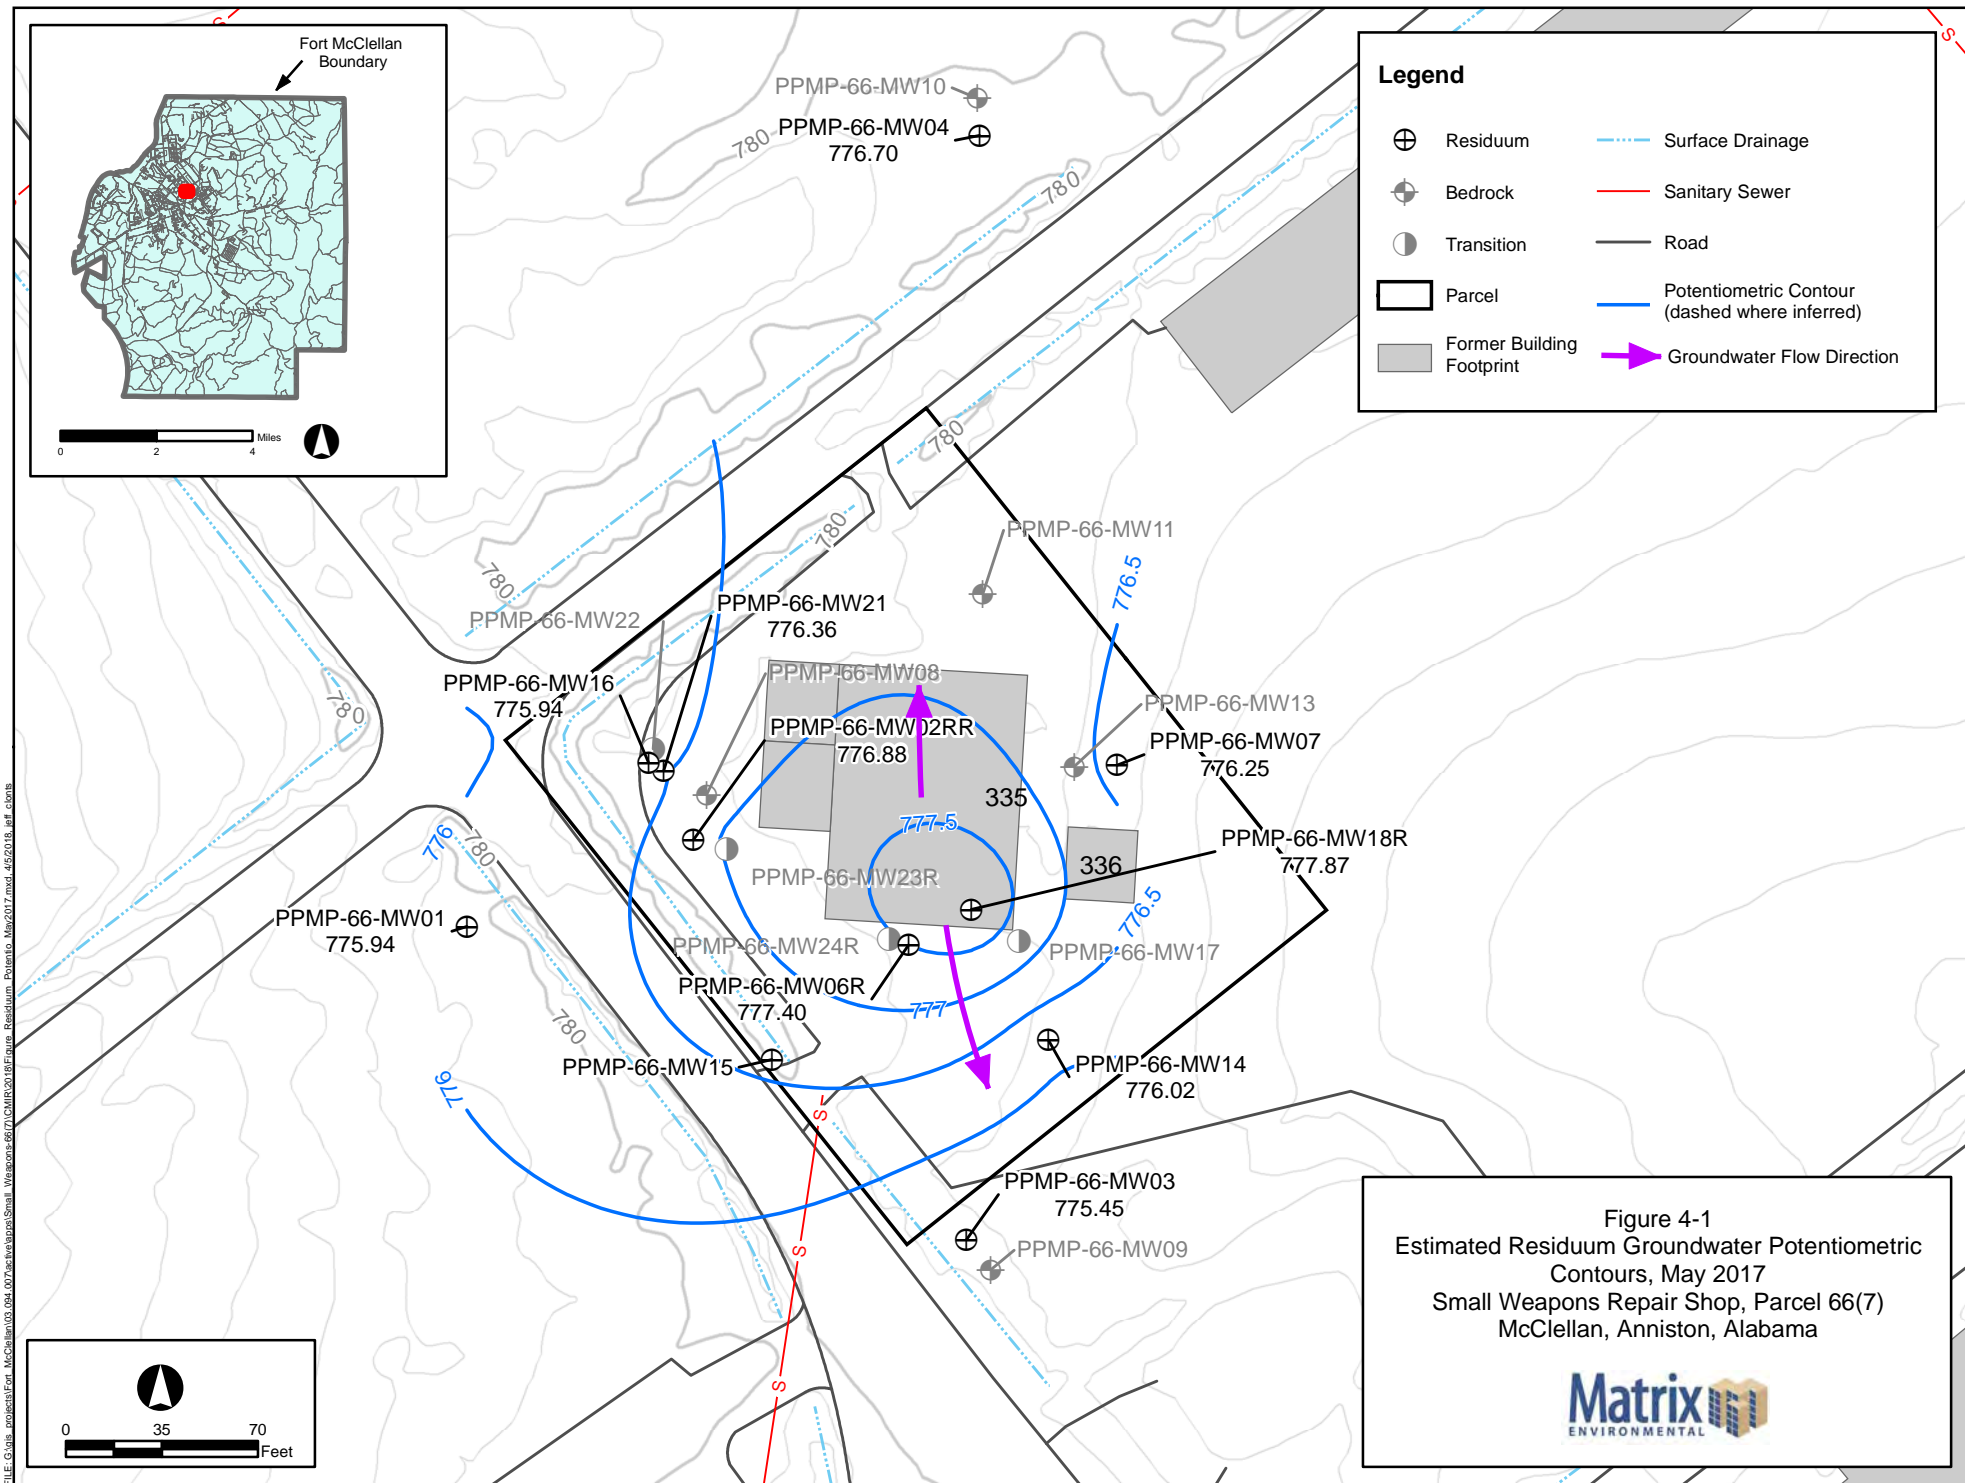 Fort McClellan
Boundary
Miles
0
2
4
Legend
Residuum
Bedrock
Transition
Parcel
Former Building
Footprint
Surface Drainage
Sanitary Sewer
Road
Potentiometric Contour
(dashed where inferred)
Groundwater Flow Direction
S
S
PPMP-66-MW10
PPMP-66-MW04
776.70
780
780
780
780
780
780
780
780
PPMP-66-MW11
776.5
PPMP-66-MW22
PPMP-66-MW21
776.36
PPMP-66-MW16
775.94
PPMP-66-MW08
PPMP-66-MW02RR
776.88
PPMP-66-MW13
PPMP-66-MW07
776.25
335
777.5
336
PPMP-66-MW18R
777.87
776
PPMP-66-MW23R
PPMP-66-MW01
775.94
776.5
PPMP-66-MW24R
PPMP-66-MW17
PPMP-66-MW06R
777.40
777
PPMP-66-MW15
776
PPMP-66-MW14
776.02
S
S
S
PPMP-66-MW03
775.45
PPMP-66-MW09
0
35
70
Feet
Figure 4-1
Estimated Residuum Groundwater Potentiometric
Contours, May 2017
Small Weapons Repair Shop, Parcel 66(7)
McClellan, Anniston, Alabama
Matrix
ENVIRONMENTAL